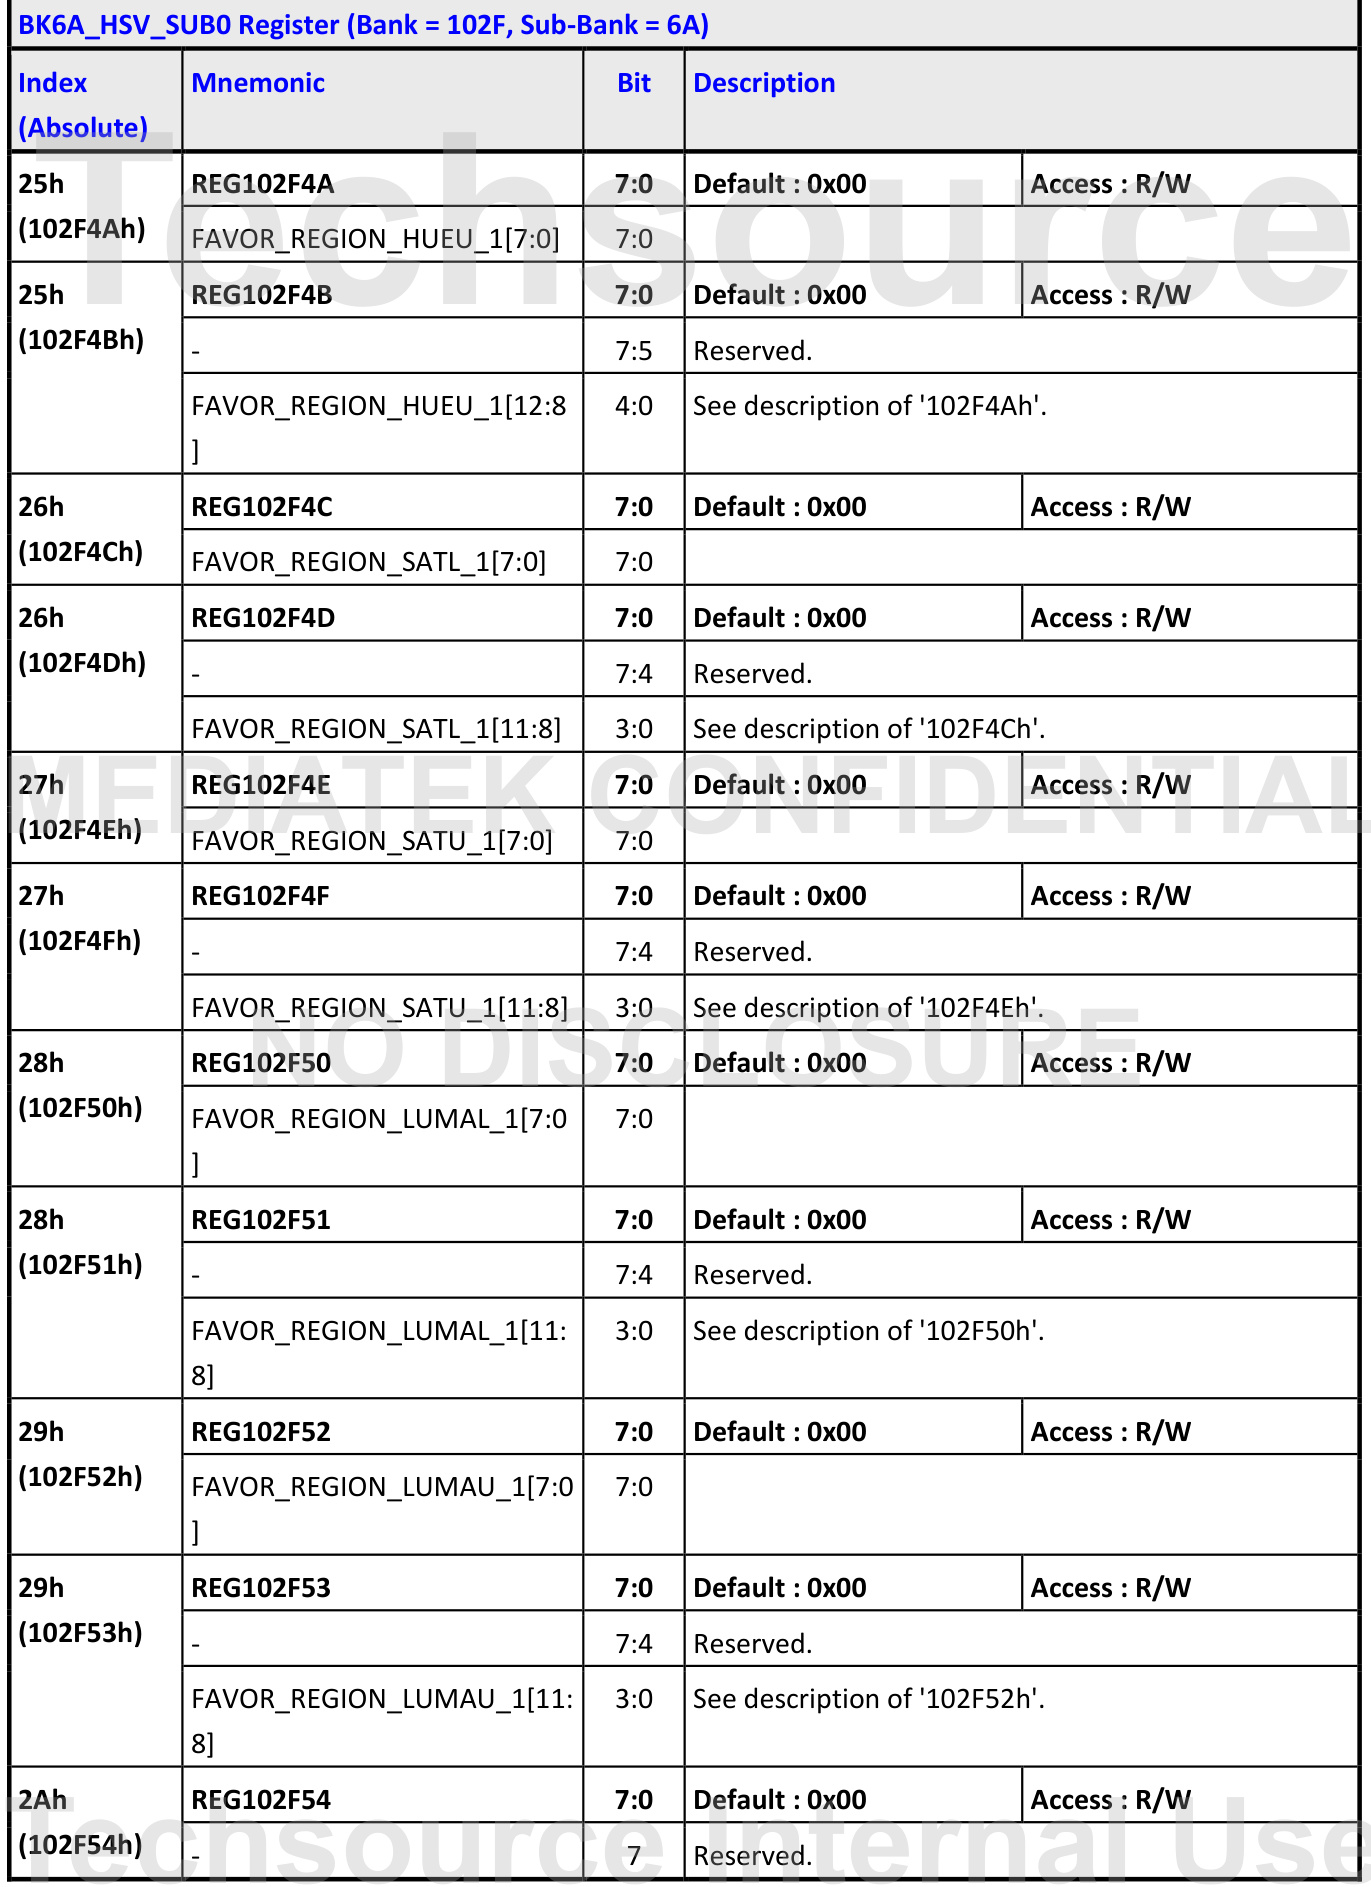 BK6A_HSV_SUB0 Register (Bank = 102F, Sub-Bank = 6A)
Index Mnemonic Bit Description
(Absolute)
25h REG102F4A 7:0 Default : 0x00 Access : R/W
(102F4Ah) FAVOR_REGION_HUEU_1[7:0] 7:0
25h REG102F4B 7:0 Default : 0x00 Access : R/W
(102F4Bh) - 7:5 Reserved.
FAVOR_REGION_HUEU_1[12:8 4:0 See description of '102F4Ah'.
]
26h REG102F4C 7:0 Default : 0x00 Access : R/W
(102F4Ch) FAVOR_REGION_SATL_1[7:0] 7:0
26h REG102F4D 7:0 Default : 0x00 Access : R/W
(102F4Dh) - 7:4 Reserved.
FAVOR_REGION_SATL_1[11:8] 3:0 See description of '102F4Ch'.
27h REG102F4E 7:0 Default : 0x00 Access : R/W
(102F4Eh) FAVOR_REGION_SATU_1[7:0] 7:0
27h REG102F4F 7:0 Default : 0x00 Access : R/W
(102F4Fh) - 7:4 Reserved.
FAVOR_REGION_SATU_1[11:8] 3:0 See description of '102F4Eh'.
28h REG102F50 7:0 Default : 0x00 Access : R/W
(102F50h) FAVOR_REGION_LUMAL_1[7:0 7:0
]
28h REG102F51 7:0 Default : 0x00 Access : R/W
(102F51h) - 7:4 Reserved.
FAVOR_REGION_LUMAL_1[11: 3:0 See description of '102F50h'.
8]
29h REG102F52 7:0 Default : 0x00 Access : R/W
(102F52h) FAVOR_REGION_LUMAU_1[7:0 7:0
]
29h REG102F53 7:0 Default : 0x00 Access : R/W
(102F53h) - 7:4 Reserved.
FAVOR_REGION_LUMAU_1[11: 3:0 See description of '102F52h'.
8]
2Ah REG102F54 7:0 Default : 0x00 Access : R/W
(102F54h) - 7 Reserved.
Techsource
MEDIATEK CONFIDENTIAL
NO DISCLOSURE
Techsource Internal Use